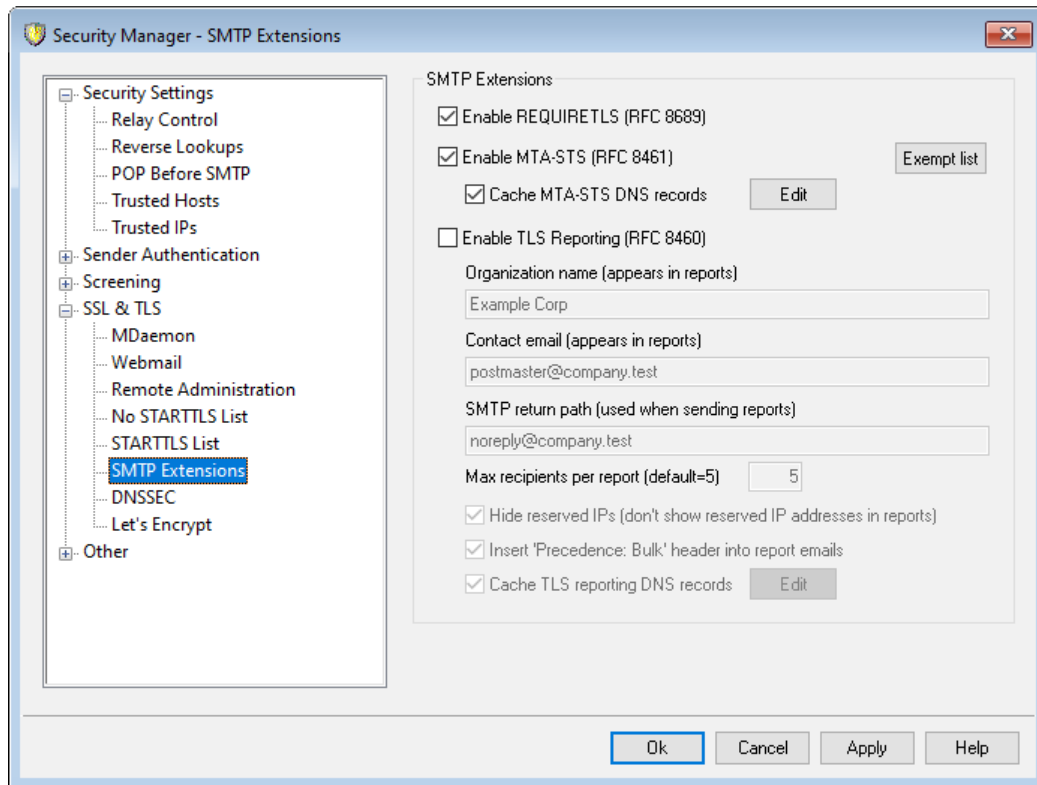 Security Manager - SMTP Extensions
Security Settings
Relay Control
Reverse Lookups
POP Before SMTP
Trusted Hosts
Trusted IPs
Sender Authentication
Screening
SSL & TLS
MDaemon
Webmail
Remote Administration
No STARTTLS List
STARTTLS List
SMTP Extensions
DNSSEC
Let's Encrypt
Other
SMTP Extensions
Enable REQUIRETLS (RFC 8689)
Enable MTA-STS (RFC 8461) Exempt list
Cache MTA-STS DNS records Edit
Enable TLS Reporting (RFC 8460)
Organization name (appears in reports)
Example Corp
Contact email (appears in reports)
postmaster@company.test
SMTP return path (used when sending reports)
noreply@company.test
Max recipients per report (default=5) 5
Hide reserved IPs (don't show reserved IP addresses in reports)
Insert 'Precedence: Bulk' header into report emails
Cache TLS reporting DNS records Edit
Ok Cancel Apply Help